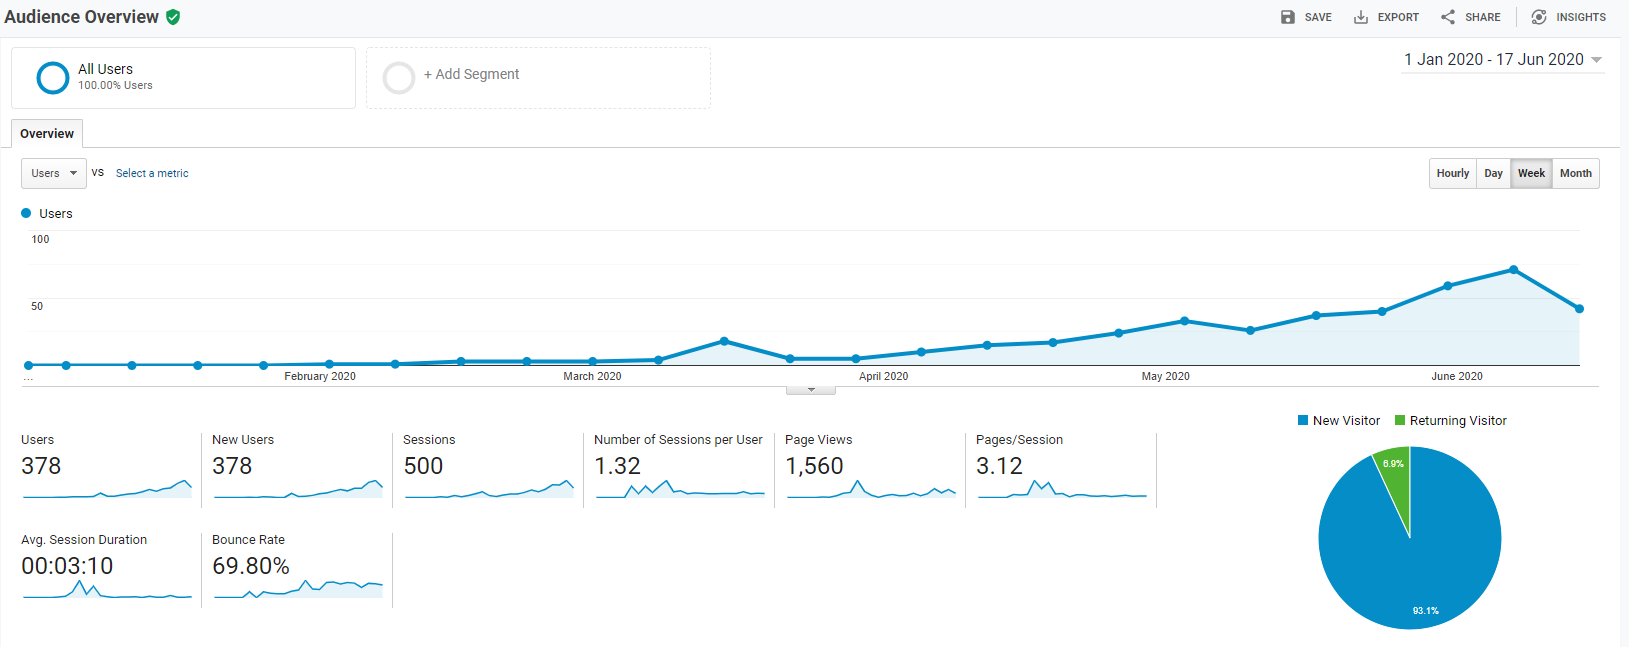 Audience Overview
SAVE EXPORT SHARE INSIGHTS
All Users
100.00% Users
+ Add Segment
1 Jan 2020 - 17 Jun 2020
Overview
Users VS Select a metric
Hourly Day Week Month
Users
100
50
... February 2020 March 2020 April 2020 May 2020 June 2020
New Visitor Returning Visitor
Users
378
New Users
378
Sessions
500
Number of Sessions per User
1.32
Page Views
1,560
Pages/Session
3.12
Avg. Session Duration
00:03:10
Bounce Rate
69.80%
6.9%
93.1%